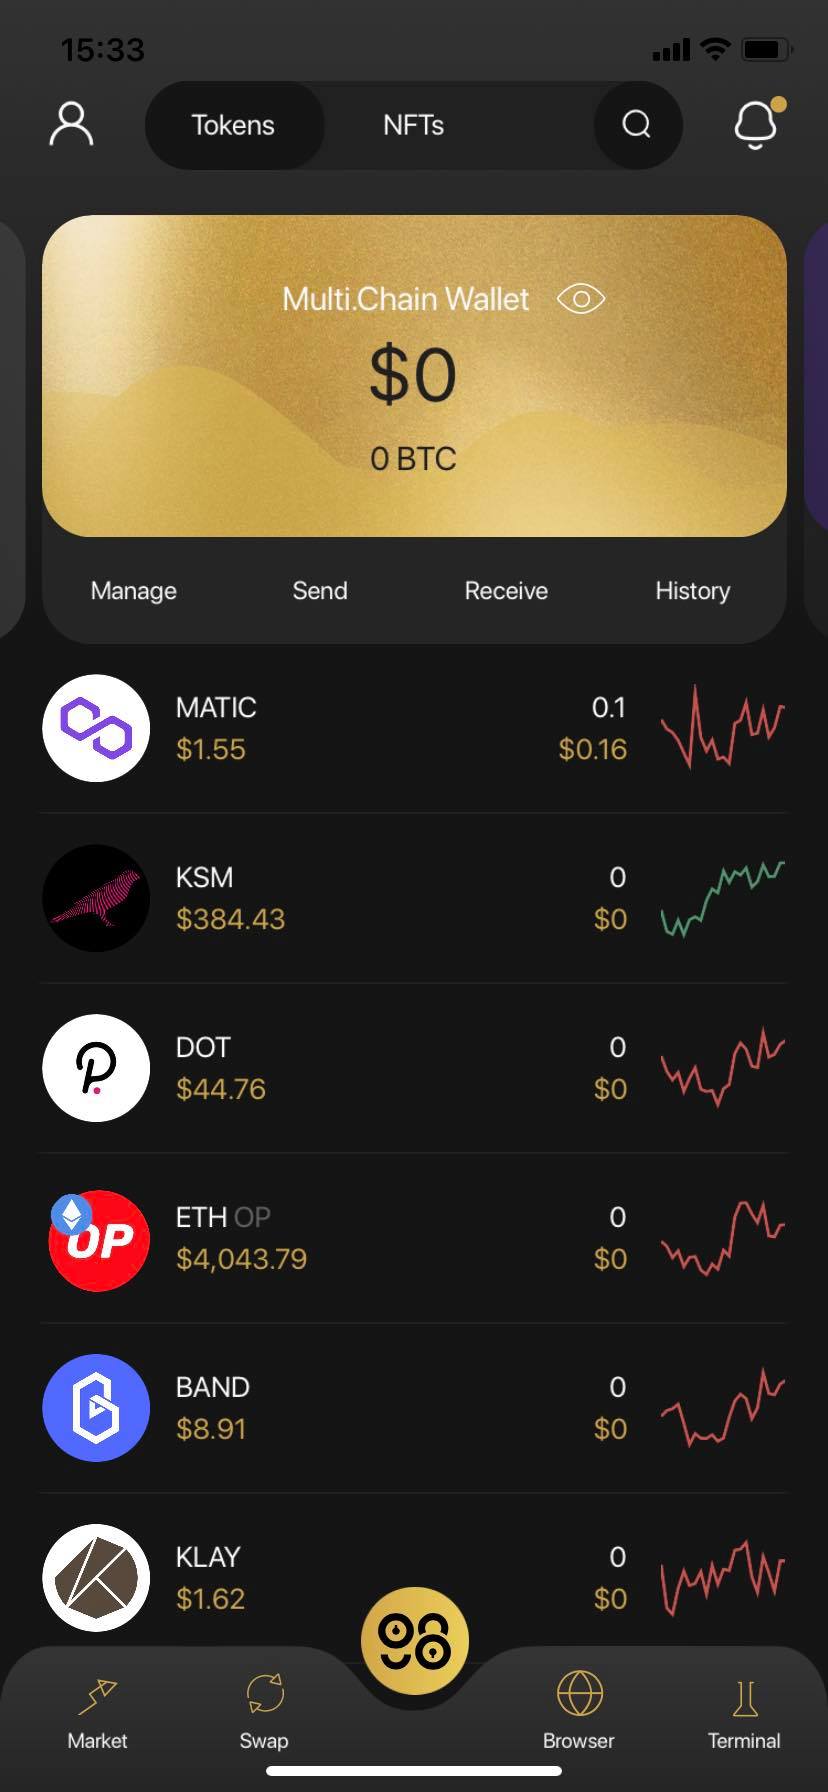 15:33
Tokens
NFTs
Multi.Chain Wallet
$0
0 BTC
Manage
Send
Receive
History
MATIC
0.1
$1.55
$0.16
KSM
0
$384.43
$0
DOT
0
$44.76
$0
OP
ETH OP
0
$4,043.79
$0
BAND
0
$8.91
$0
KLAY
0
$1.62
$0
98
Market
Swap
Browser
Terminal